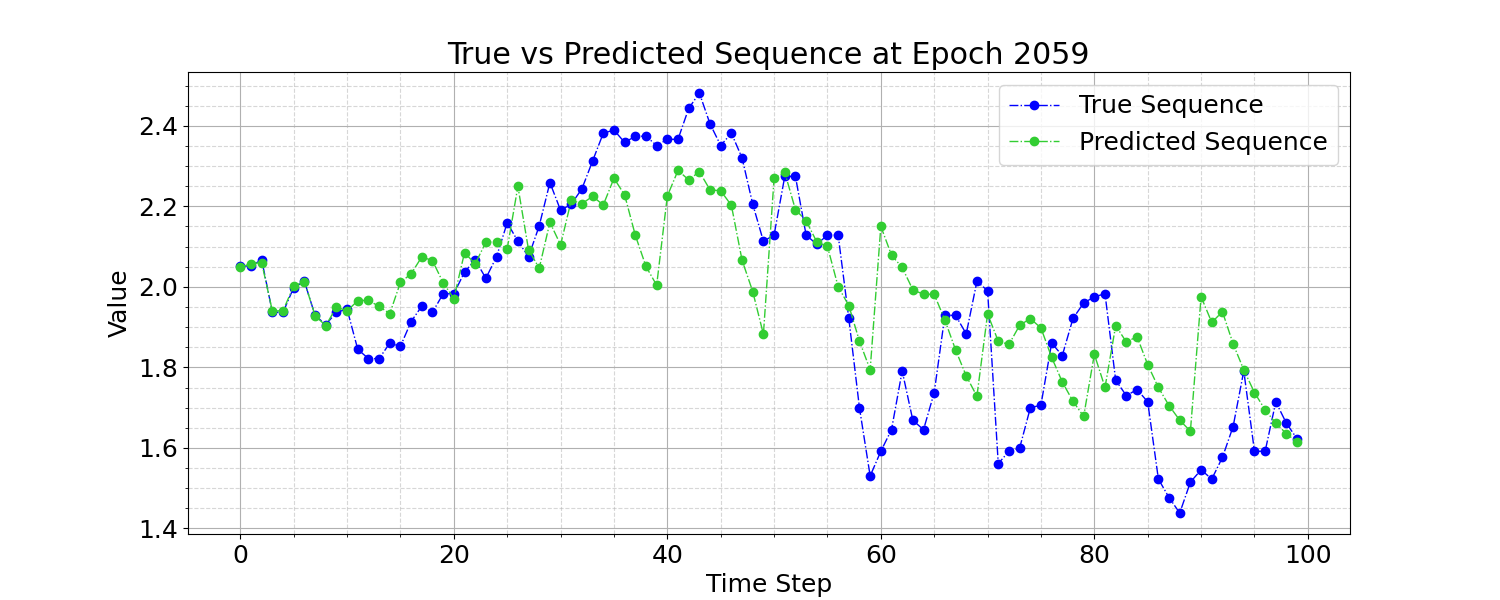 True vs Predicted Sequence at Epoch 2059
True Sequence
Predicted Sequence
Value
2.4
2.2
2.0
1.8
1.6
1.4
0 20 40 60 80 100
Time Step